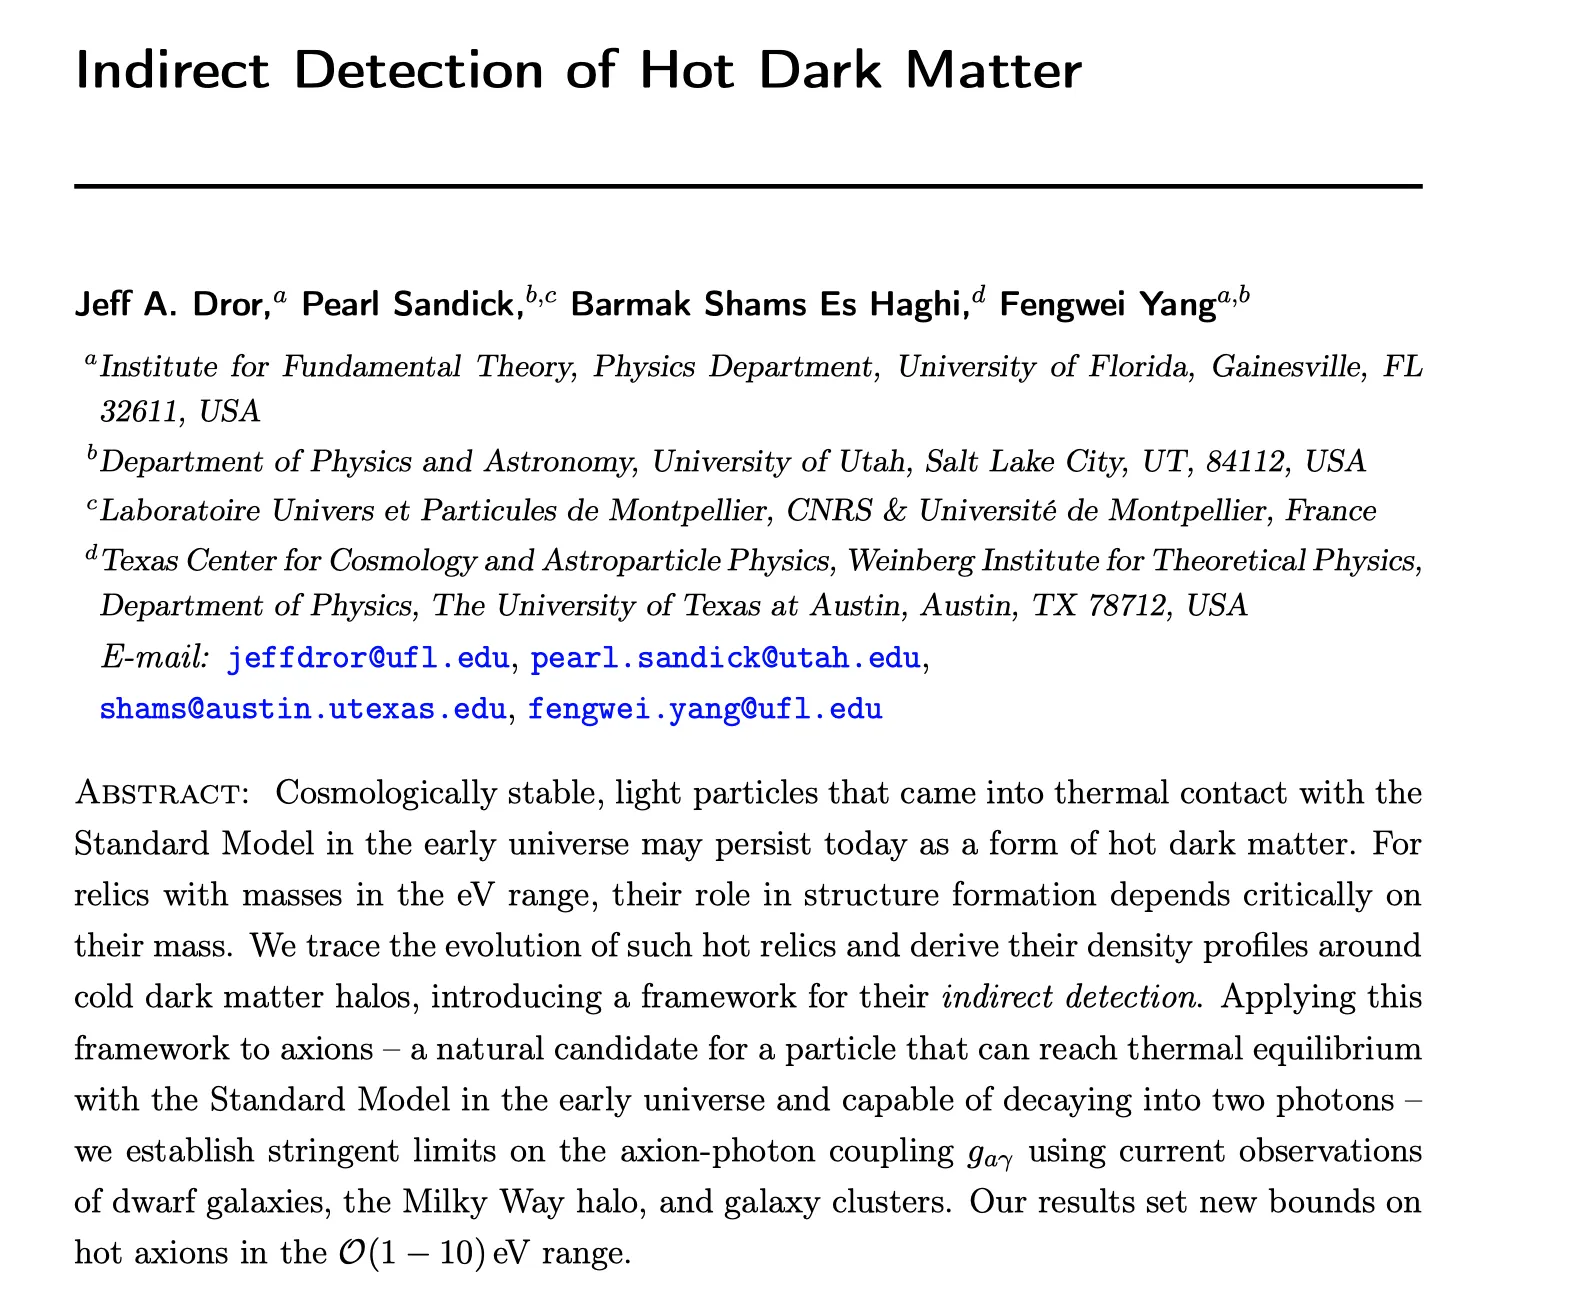 Indirect Detection of Hot Dark Matter
Jeff A. Dror,ᵃ Pearl Sandick,ᵇ,ᶜ Barmak Shams Es Haghi,ᵈ Fengwei Yangᵃ,ᵇ
ᵃInstitute for Fundamental Theory, Physics Department, University of Florida, Gainesville, FL
32611, USA
ᵇDepartment of Physics and Astronomy, University of Utah, Salt Lake City, UT, 84112, USA
ᶜLaboratoire Univers et Particules de Montpellier, CNRS & Université de Montpellier, France
ᵈTexas Center for Cosmology and Astroparticle Physics, Weinberg Institute for Theoretical Physics,
Department of Physics, The University of Texas at Austin, Austin, TX 78712, USA
E-mail: jeffdror@ufl.edu, pearl.sandick@utah.edu,
shams@austin.utexas.edu, fengwei.yang@ufl.edu
ABSTRACT: Cosmologically stable, light particles that came into thermal contact with the
Standard Model in the early universe may persist today as a form of hot dark matter. For
relics with masses in the eV range, their role in structure formation depends critically on
their mass. We trace the evolution of such hot relics and derive their density profiles around
cold dark matter halos, introducing a framework for their indirect detection. Applying this
framework to axions – a natural candidate for a particle that can reach thermal equilibrium
with the Standard Model in the early universe and capable of decaying into two photons –
we establish stringent limits on the axion-photon coupling gₐᵧ using current observations
of dwarf galaxies, the Milky Way halo, and galaxy clusters. Our results set new bounds on
hot axions in the 𝒪(1 − 10) eV range.